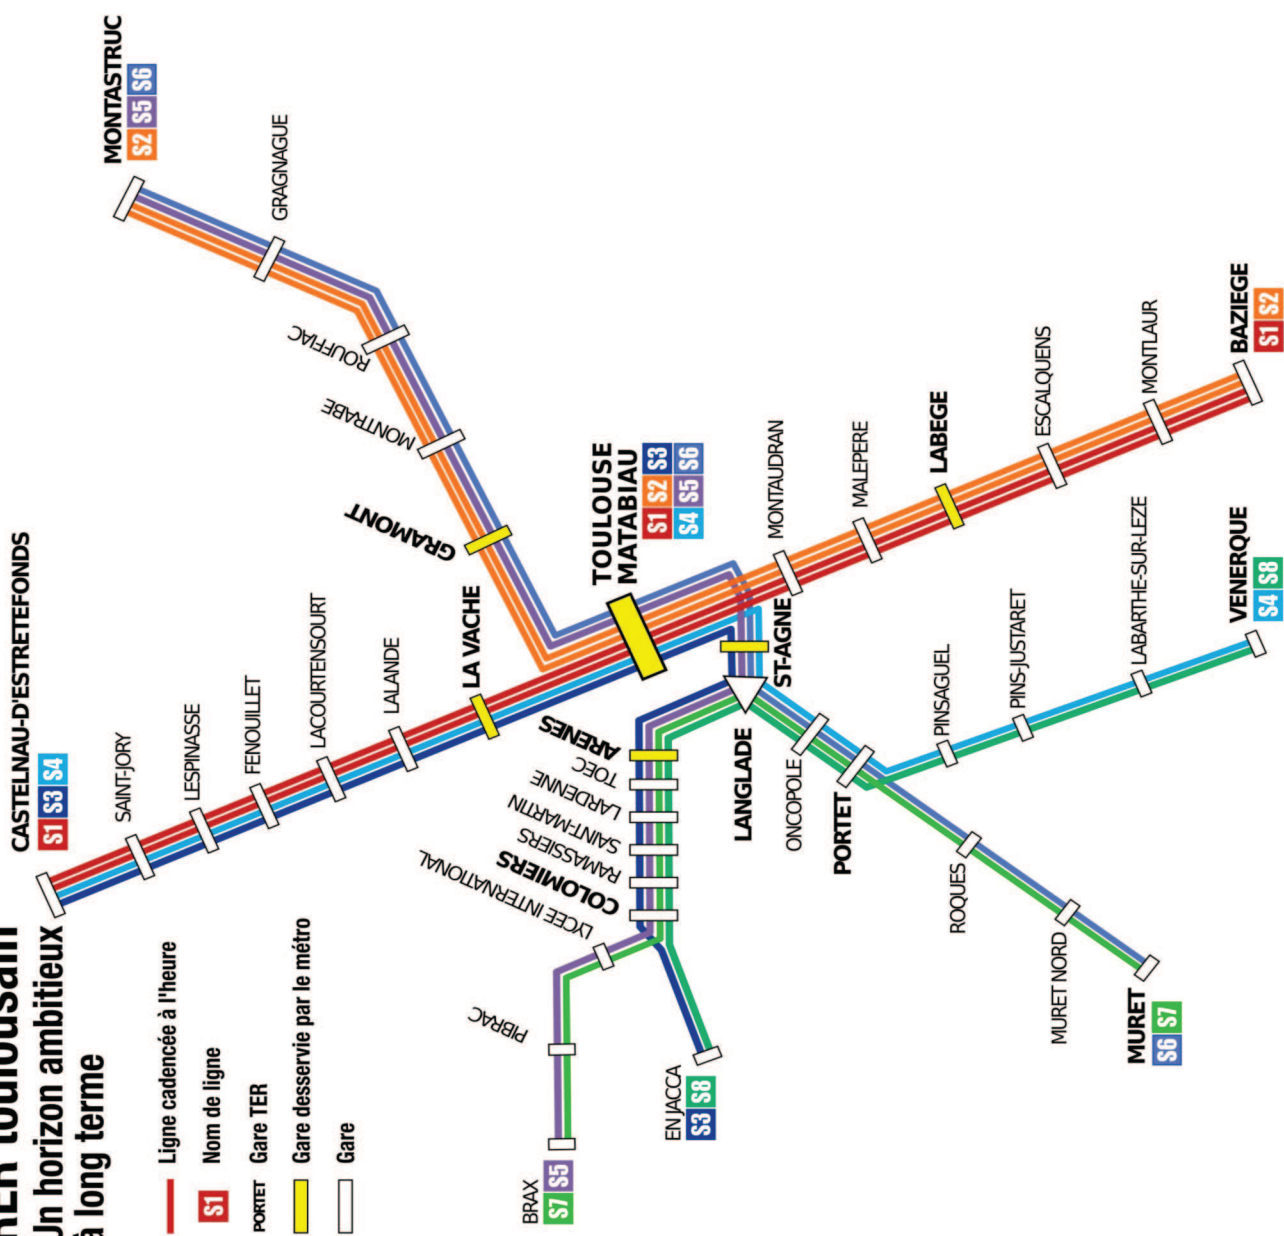 toulousain
Un horizon ambitieux
à long terme
Ligne cadencée à l'heure
S1 Nom de ligne
PORTET Gare TER
Gare desservie par le métro
Gare
CASTELNAU-D'ESTRETEFONDS
S1 S3 S4
SAINT-JORY
LESPINASSE
FENOUILLET
LACOURTENSOURT
LALANDE
LA VACHE
MONTASTRUC
S2 S5 S6
GRAGNAGUE
ROUFFIAC
MONTRABE
GRAMONT
TOULOUSE
MATABIAU
S1 S2 S3
S4 S5 S6
MONTAUDRAN
MALEPERE
LABEGE
ESCALQUENS
MONTLAUR
BAZIEGE
S1 S2
ST-AGNE
LANGLADE
ARENES
TOEC
LARDENNE
SAINT-MARTIN
RAMASSIERS
COLOMIERS
LYCEE INTERNATIONAL
PIBRAC
BRAX
S7 S5
EN JACCA
S3 S8
ONCOPOLE
PORTET
PINSAGUEL
PINS-JUSTARET
LABARTHE-SUR-LEZE
VENERQUE
S4 S8
ROQUES
MURET NORD
MURET
S6 S7